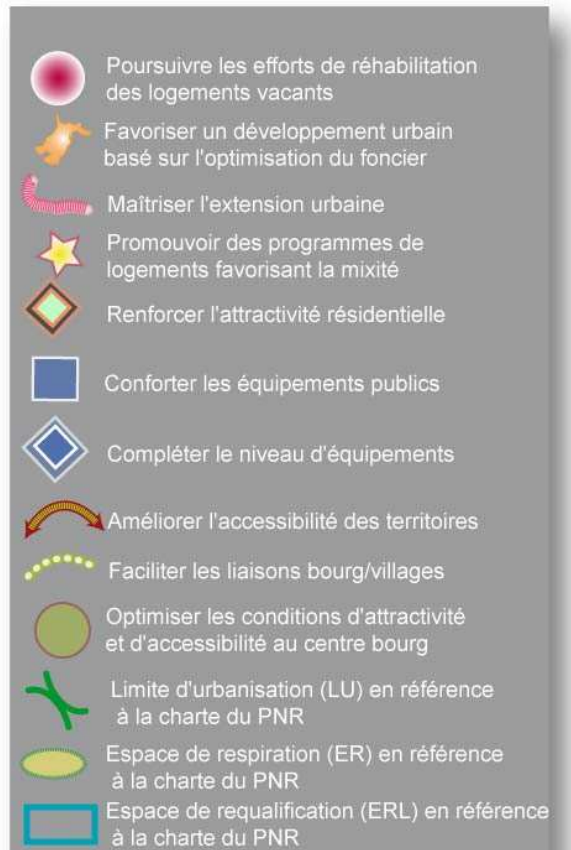 Poursuivre les efforts de réhabilitation
des logements vacants
Favoriser un développement urbain
basé sur l'optimisation du foncier
Maîtriser l'extension urbaine
Promouvoir des programmes de
logements favorisant la mixité
Renforcer l'attractivité résidentielle
Conforter les équipements publics
Compléter le niveau d'équipements
Améliorer l'accessibilité des territoires
Faciliter les liaisons bourg/villages
Optimiser les conditions d'attractivité
et d'accessibilité au centre bourg
Limite d'urbanisation (LU) en référence
à la charte du PNR
Espace de respiration (ER) en référence
à la charte du PNR
Espace de requalification (ERL) en référence
à la charte du PNR